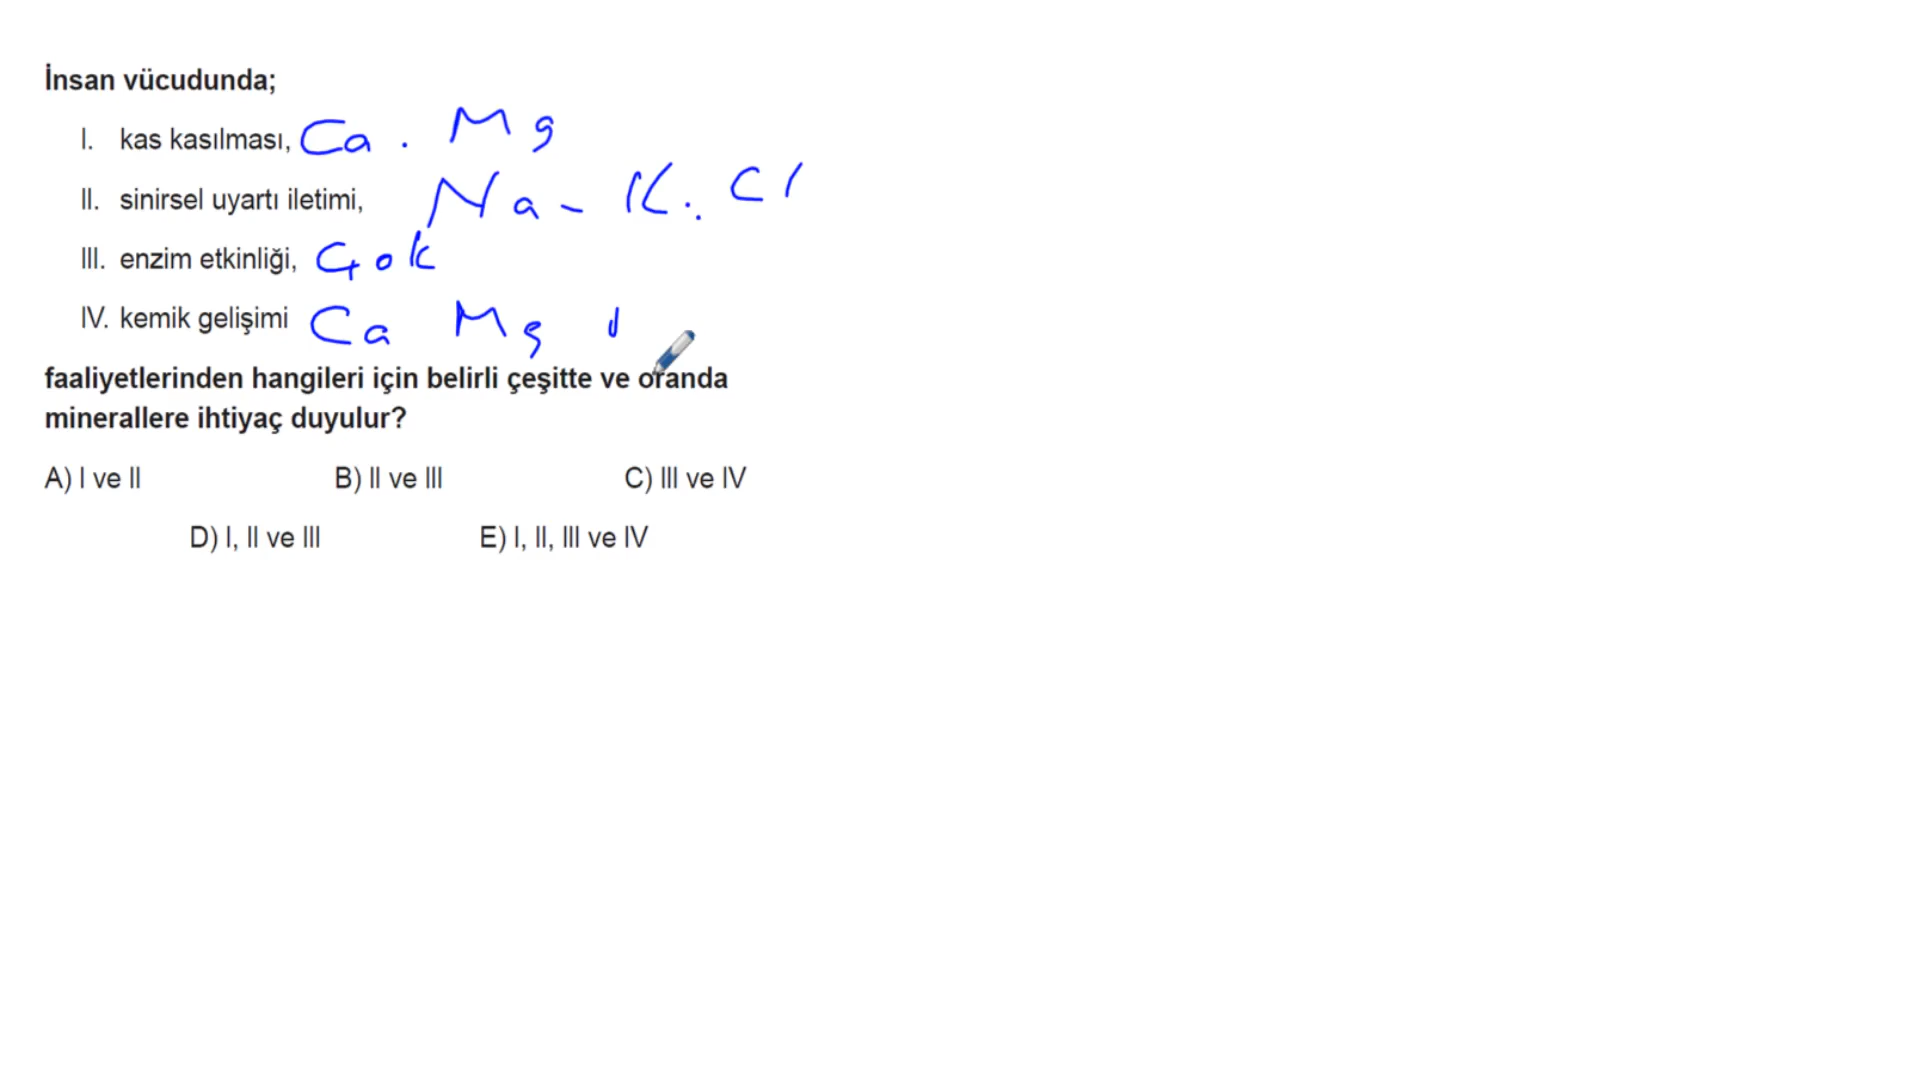 İnsan vücudunda;
I. kas kasılması, Ca . Mg
II. sinirsel uyartı iletimi, Na - K . Cl
III. enzim etkinliği, Çok
IV. kemik gelişimi Ca Mg
faaliyetlerinden hangileri için belirli çeşitte ve oranda
minerallere ihtiyaç duyulur?
A) I ve II B) II ve III C) III ve IV
D) I, II ve III E) I, II, III ve IV